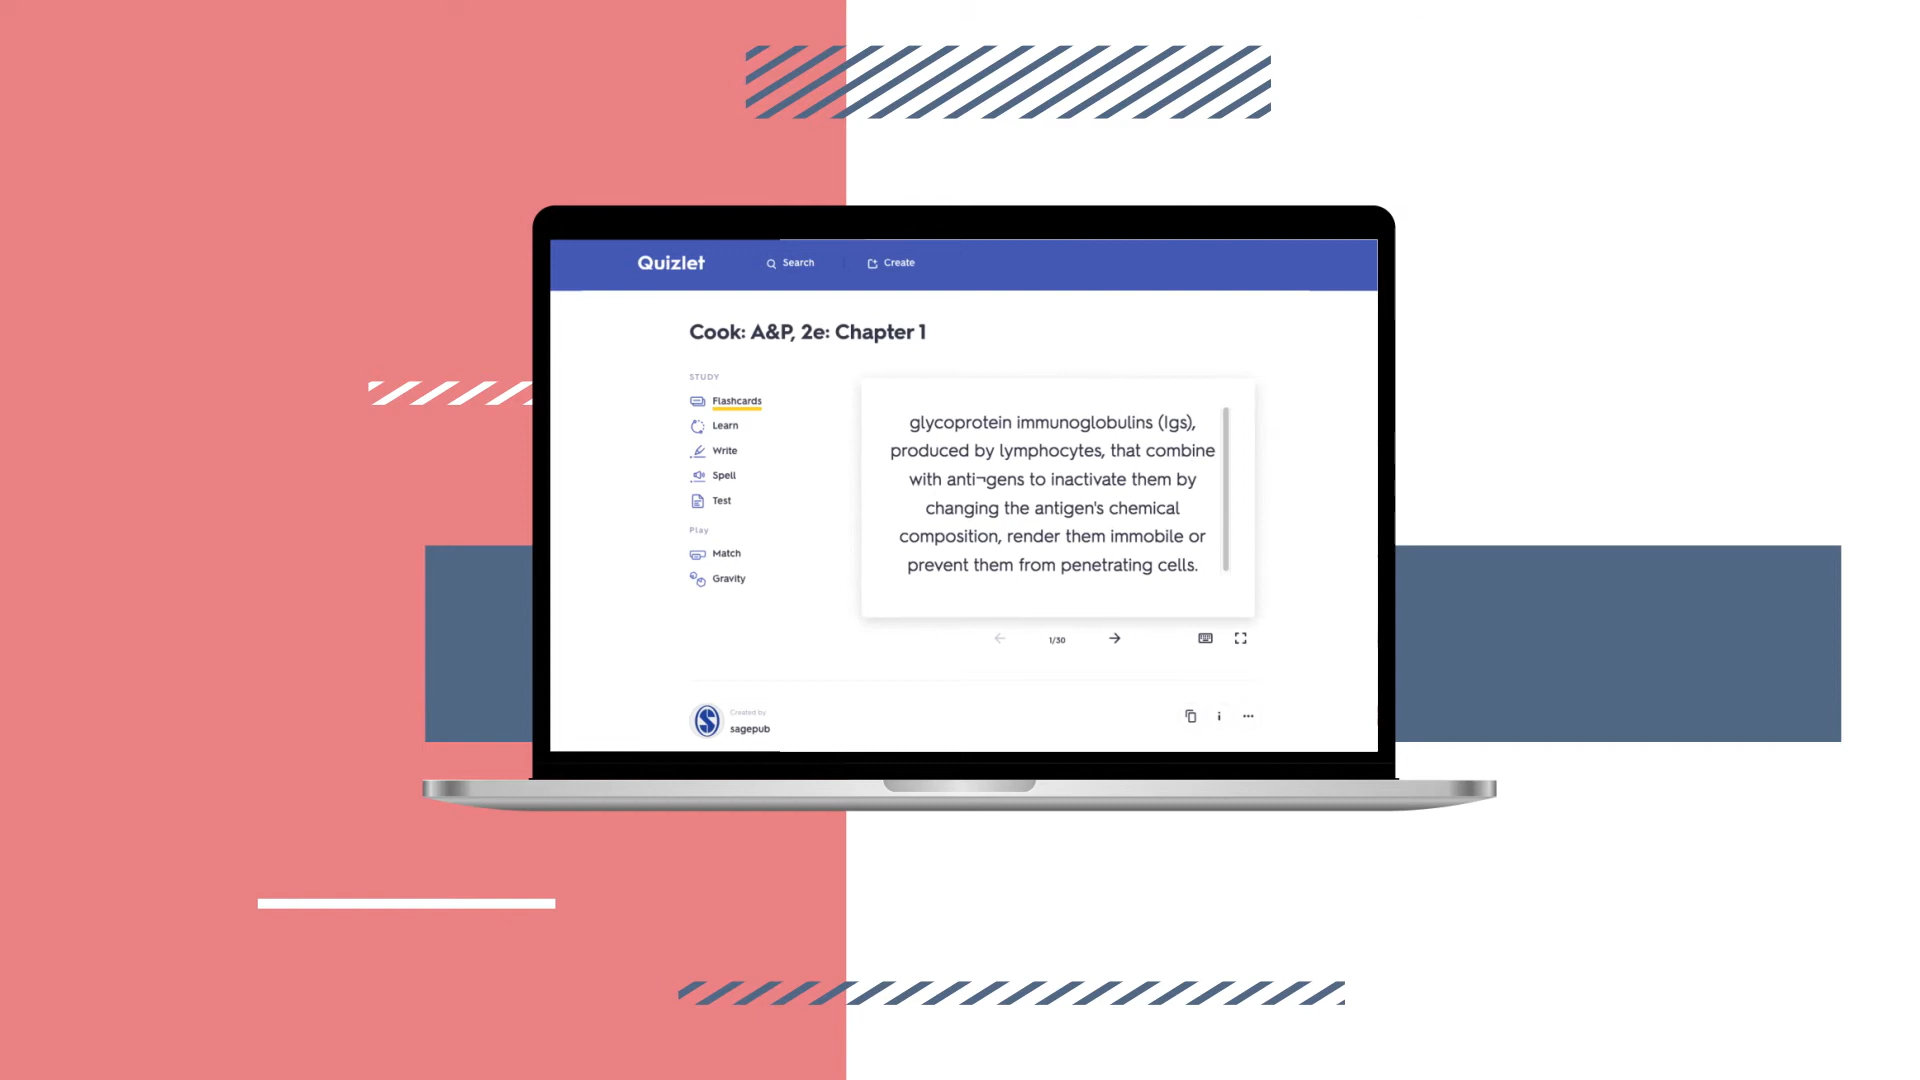 Quizlet
Search
Create
Cook: A&P, 2e: Chapter 1
STUDY
Flashcards
Learn
Write
Spell
Test
Play
Match
Gravity
glycoprotein immunoglobulins (Igs),
produced by lymphocytes, that combine
with anti¬gens to inactivate them by
changing the antigen's chemical
composition, render them immobile or
prevent them from penetrating cells.
1/30
Created by
sagepub